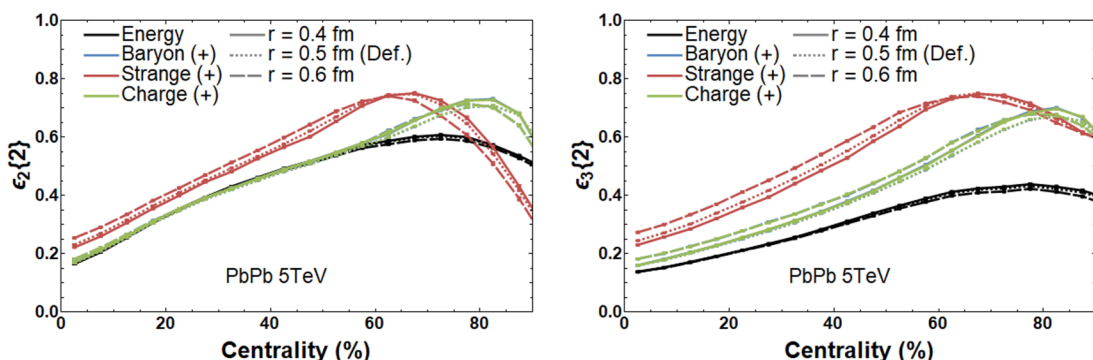 Energy r = 0.4 fm
Baryon (+) r = 0.5 fm (Def.)
Strange (+) r = 0.6 fm
Charge (+)
ϵ₂{2}
1.0
0.8
0.6
0.4
0.2
0.0
PbPb 5TeV
0 20 40 60 80
Centrality (%)
Energy r = 0.4 fm
Baryon (+) r = 0.5 fm (Def.)
Strange (+) r = 0.6 fm
Charge (+)
ϵ₃{2}
1.0
0.8
0.6
0.4
0.2
0.0
PbPb 5TeV
0 20 40 60 80
Centrality (%)